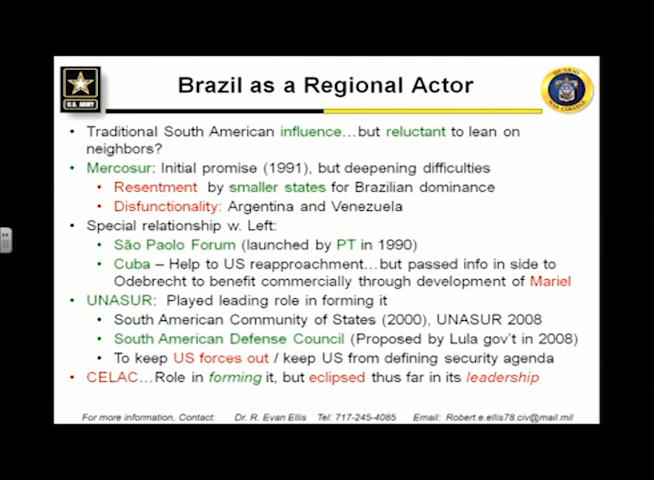 Brazil as a Regional Actor
U.S. ARMY
• Traditional South American influence...but reluctant to lean on
neighbors?
• Mercosur: Initial promise (1991), but deepening difficulties
• Resentment by smaller states for Brazilian dominance
• Disfunctionality: Argentina and Venezuela
• Special relationship w. Left:
• São Paolo Forum (launched by PT in 1990)
• Cuba – Help to US reapproachment...but passed info in side to
Odebrecht to benefit commercially through development of Mariel
• UNASUR: Played leading role in forming it
• South American Community of States (2000), UNASUR 2008
• South American Defense Council (Proposed by Lula gov't in 2008)
• To keep US forces out / keep US from defining security agenda
• CELAC...Role in forming it, but eclipsed thus far in its leadership
For more information, Contact: Dr. R. Evan Ellis Tel: 717-245-4085 Email: Robert.e.ellis78.civ@mail.mil